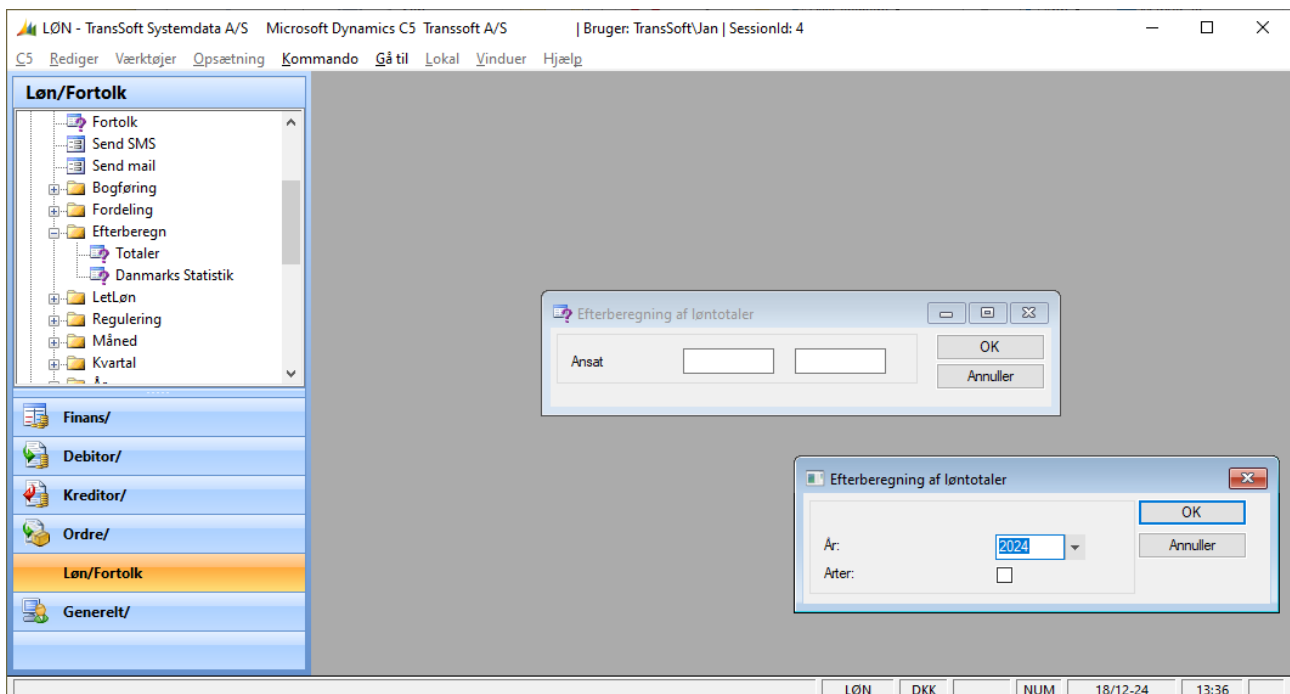 LØN - TransSoft Systemdata A/S Microsoft Dynamics C5 Transsoft A/S | Bruger: TransSoft\Jan | SessionId: 4
C5 Rediger Værktøjer Opsætning Kommando Gå til Lokal Vinduer Hjælp
Løn/Fortolk
Fortolk
Send SMS
Send mail
Bogføring
Fordeling
Efterberegn
Totaler
Danmarks Statistik
LetLøn
Regulering
Måned
Kvartal
År
Finans/
Debitor/
Kreditor/
Ordre/
Løn/Fortolk
Generelt/
Efterberegning af løntotaler
Ansat
OK
Annuller
Efterberegning af løntotaler
OK
År: 2024
Annuller
Arter:
LØN DKK NUM 18/12-24 13:36